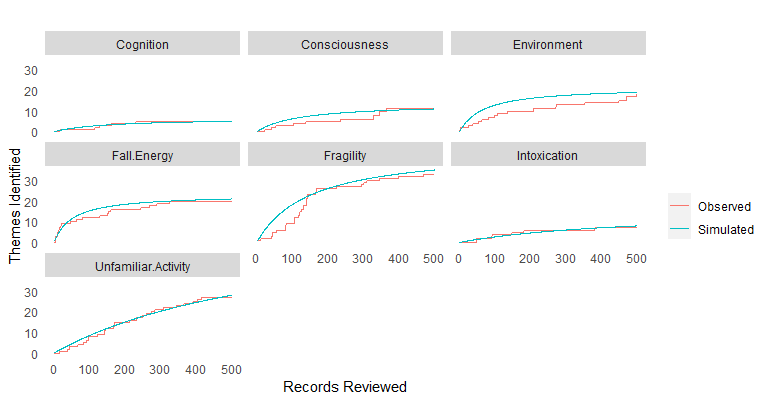 Cognition Consciousness Environment
30
20
10
0
Fall.Energy Fragility Intoxication
30
20
10
0
0 100 200 300 400 500 0 100 200 300 400 500
Unfamiliar.Activity
30
20
10
0
0 100 200 300 400 500
Themes Identified
Records Reviewed
Observed
Simulated